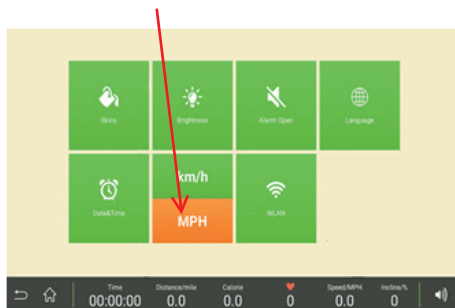 Skins
Brightness
Alarm Open
Language
Date&Time
km/h
MPH
WLAN
Time
Distance/mile
Calorie
Speed/MPH
Incline/%
00:00:00
0.0
0.0
0
0.0
0